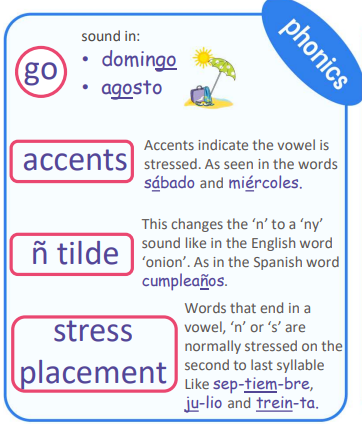 phonics
sound in:
go
• domingo
• agosto
accents
Accents indicate the vowel is
stressed. As seen in the words
sábado and miércoles.
ñ tilde
This changes the ‘n’ to a ‘ny’
sound like in the English word
‘onion’. As in the Spanish word
cumpleaños.
stress
placement
Words that end in a
vowel, ‘n’ or ‘s’ are
normally stressed on the
second to last syllable
Like sep-tiem-bre,
ju-lio and trein-ta.